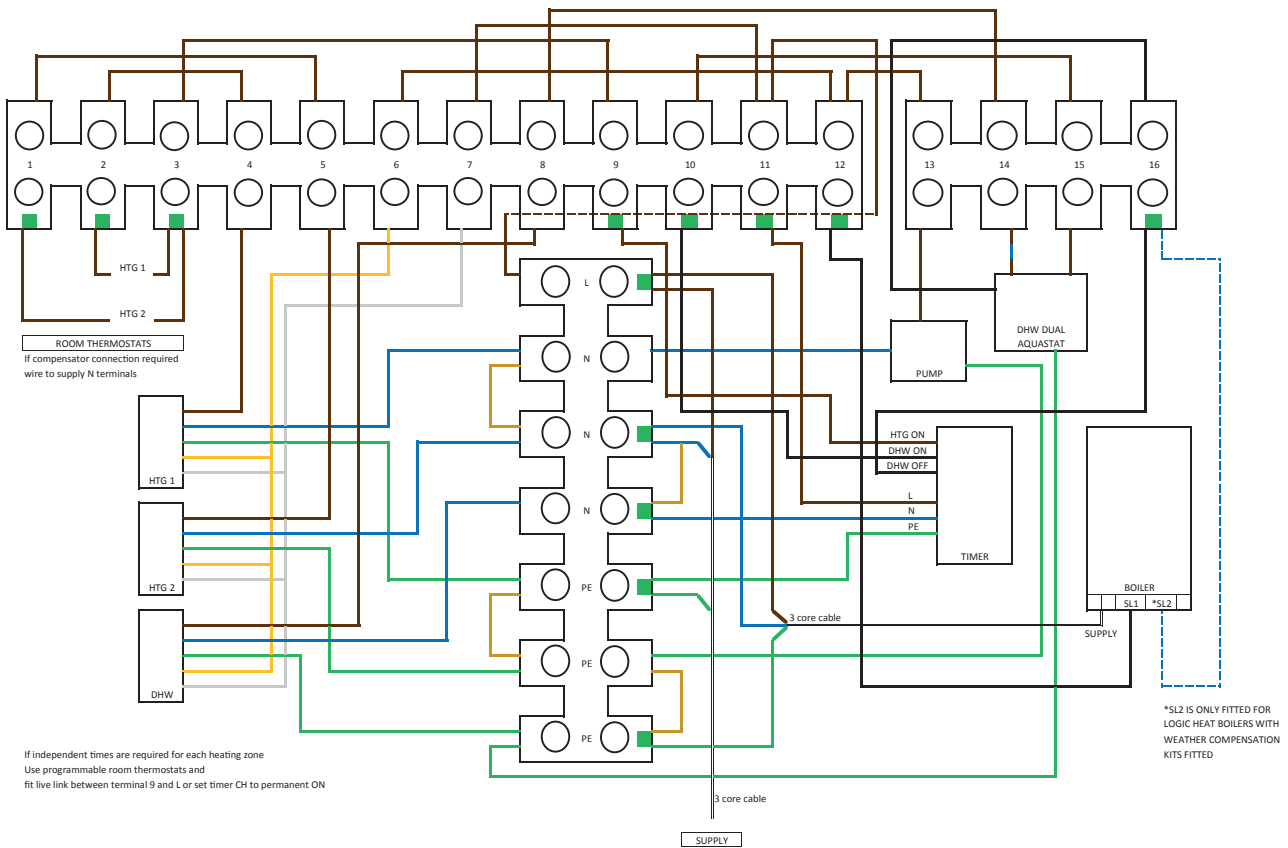 1 2 3 4 5 6 7 8 9 10 11 12 13 14 15 16
HTG 1
HTG 2
ROOM THERMOSTATS
If compensator connection required
wire to supply N terminals
L
N
N
N
PE
PE
PE
PUMP
DHW DUAL
AQUASTAT
HTG 1
HTG 2
DHW
HTG ON
DHW ON
DHW OFF
L
N
PE
TIMER
BOILER
SL1 *SL2
SUPPLY
3 core cable
*SL2 IS ONLY FITTED FOR
LOGIC HEAT BOILERS WITH
WEATHER COMPENSATION
KITS FITTED
If independent times are required for each heating zone
Use programmable room thermostats and
fit live link between terminal 9 and L or set timer CH to permanent ON
3 core cable
SUPPLY